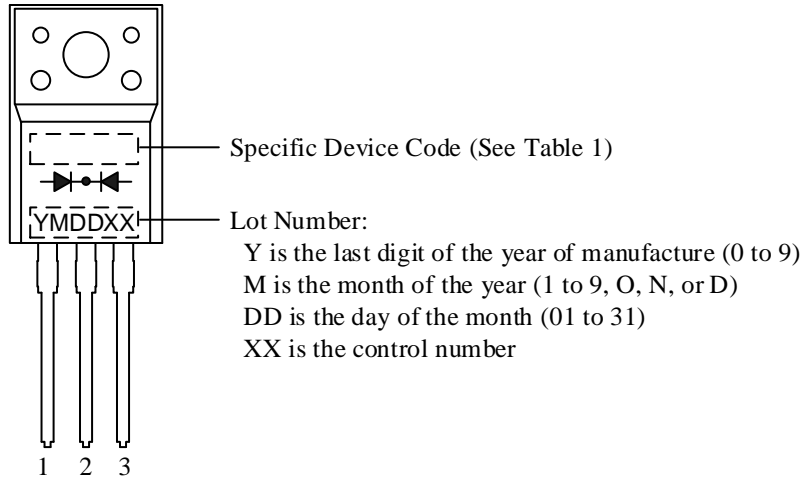 Specific Device Code (See Table 1)
YMDDXX
Lot Number:
Y is the last digit of the year of manufacture (0 to 9)
M is the month of the year (1 to 9, O, N, or D)
DD is the day of the month (01 to 31)
XX is the control number
1 2 3